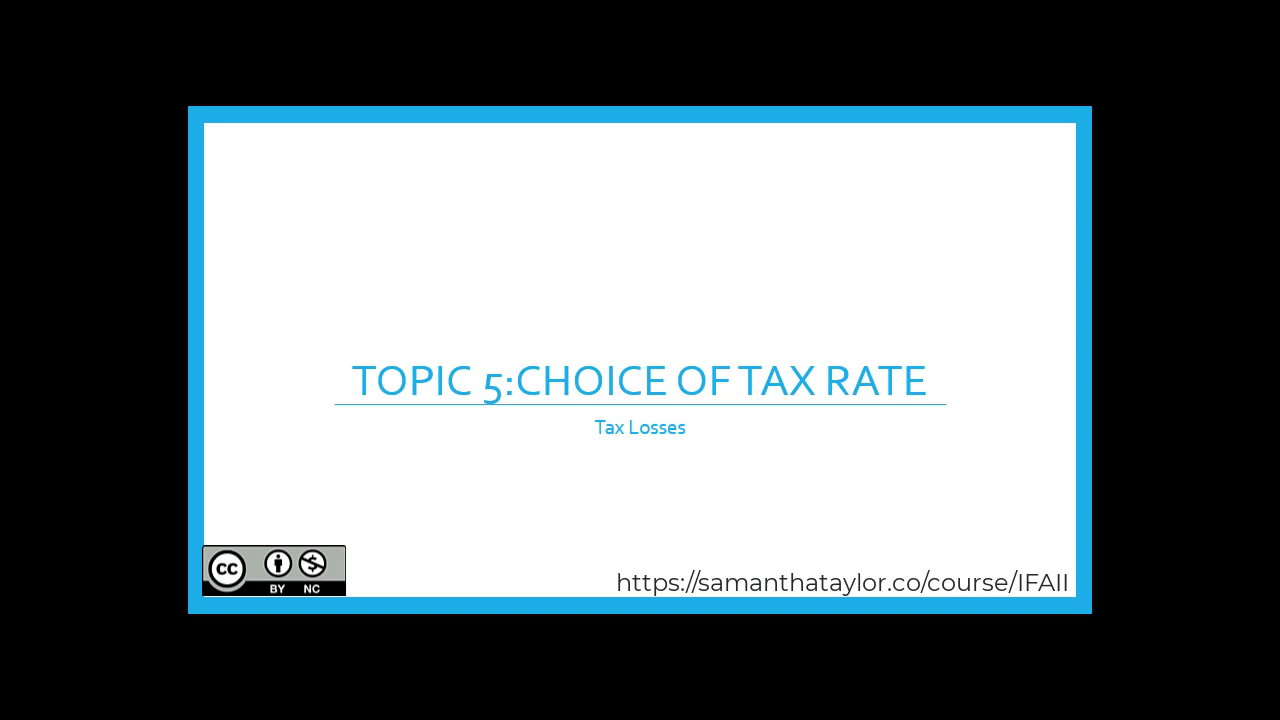 TOPIC 5:CHOICE OF TAX RATE
Tax Losses
cc
BY NC
https://samanthataylor.co/course/IFAII